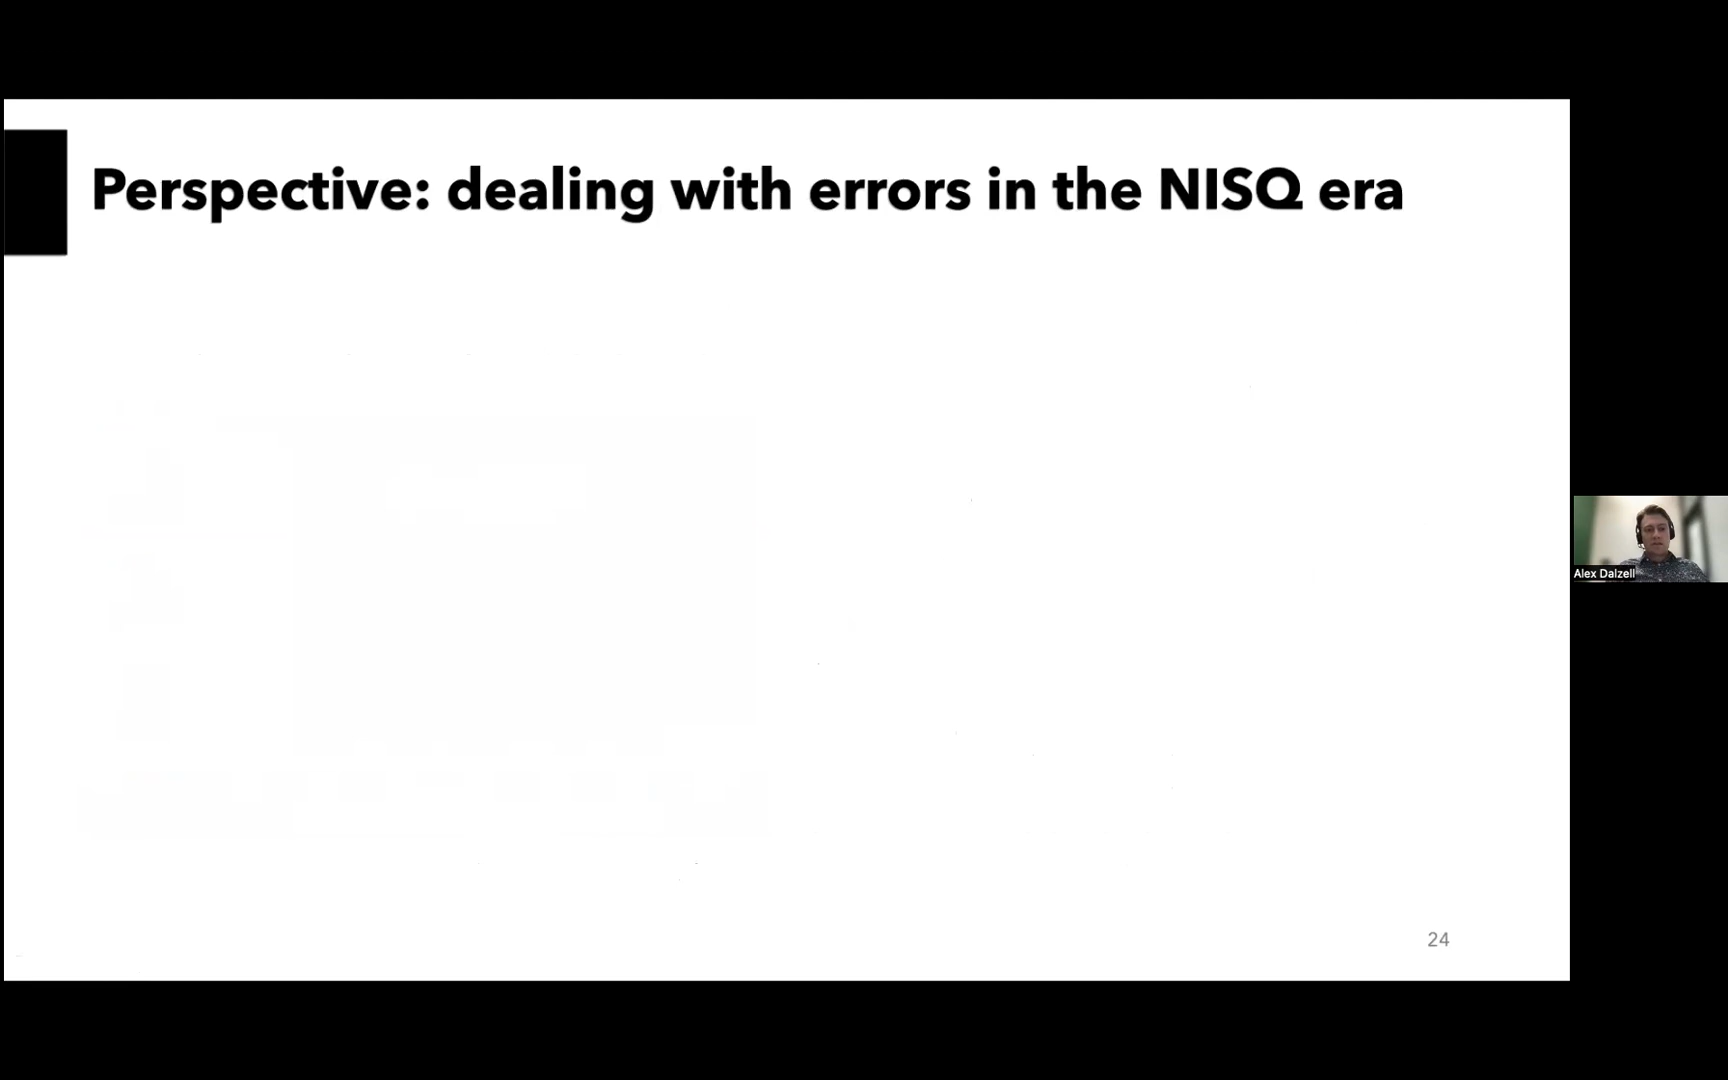 Perspective: dealing with errors in the NISQ era
Alex Dalzell
24